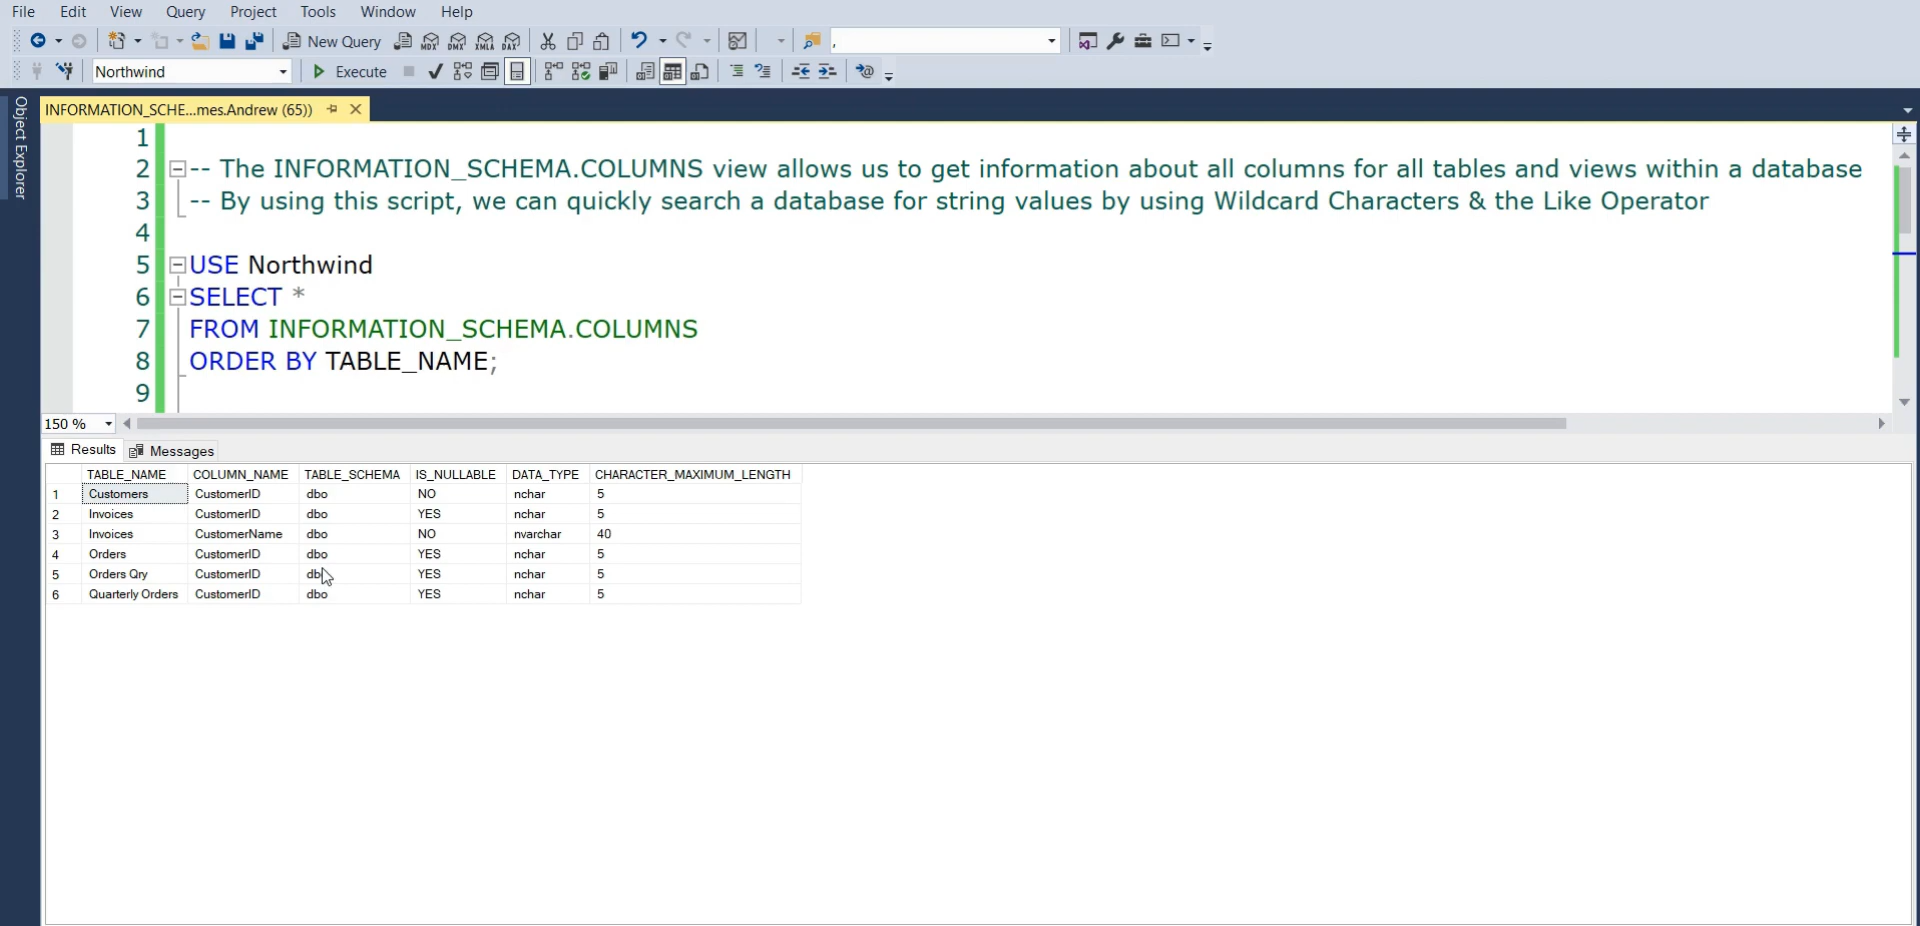 File Edit View Query Project Tools Window Help
New Query MDX DMX XMLA DAX ,
Northwind Execute
Object Explorer
INFORMATION_SCHE...mes.Andrew (65))
1
2 -- The INFORMATION_SCHEMA.COLUMNS view allows us to get information about all columns for all tables and views within a database
3 -- By using this script, we can quickly search a database for string values by using Wildcard Characters & the Like Operator
4
5 USE Northwind
6 SELECT *
7 FROM INFORMATION_SCHEMA.COLUMNS
8 ORDER BY TABLE_NAME;
9
150 %
Results Messages
TABLE_NAME COLUMN_NAME TABLE_SCHEMA IS_NULLABLE DATA_TYPE CHARACTER_MAXIMUM_LENGTH
1 Customers CustomerID dbo NO nchar 5
2 Invoices CustomerID dbo YES nchar 5
3 Invoices CustomerName dbo NO nvarchar 40
4 Orders CustomerID dbo YES nchar 5
5 Orders Qry CustomerID dbo YES nchar 5
6 Quarterly Orders CustomerID dbo YES nchar 5